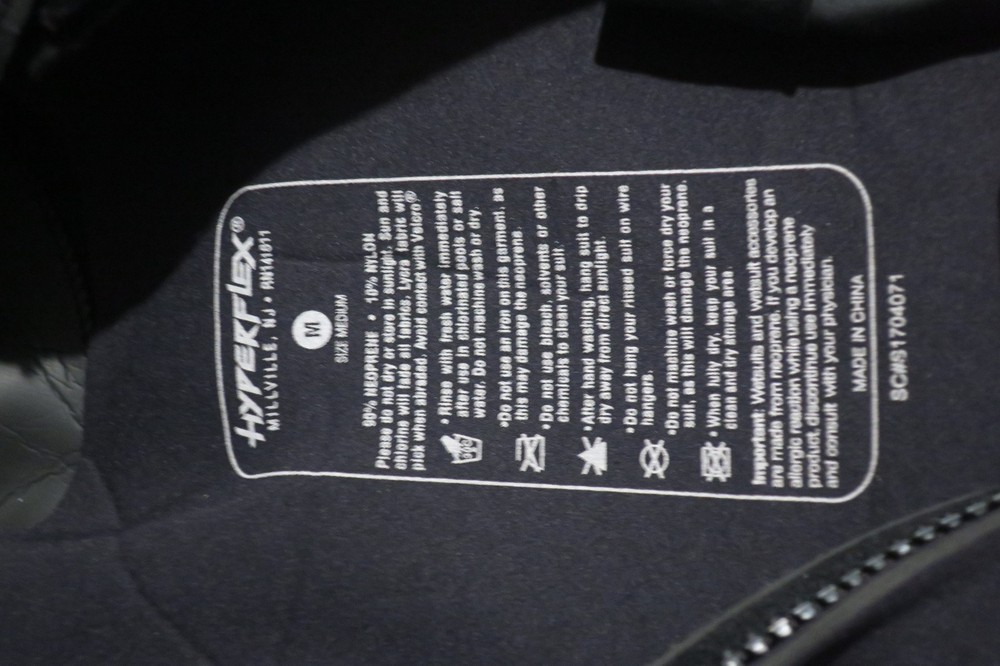 HYPERFLEX®
MILLVILLE, NJ • RN141011
M
SIZE MEDIUM
90% NEOPRENE • 10% NYLON
Please do not dry or store in sunlight. Sun and
chlorine will fade all fabrics. Lycra fabric will
pick when abraded. Avoid contact with Velcro®
• Rinse with fresh water immediately
after use in chlorinated pools or salt
water. Do not machine wash or dry.
•Do not use an iron on this garment, as
this may damage the neoprene.
•Do not use bleach, solvents or other
chemicals to clean your suit.
•After hand washing, hang suit to drip
dry away from direct sunlight.
•Do not hang your rinsed suit on wire
hangers.
•Do not machine wash or force dry your
suit, as this will damage the neoprene.
• When fully dry, keep your suit in a
clean and dry storage area.
Important: Wetsuits and wetsuit accessories
are made from neoprene. If you develop an
allergic reaction while using a neoprene
product, discontinue use immediately
and consult with your physician.
MADE IN CHINA
SC#S1704071